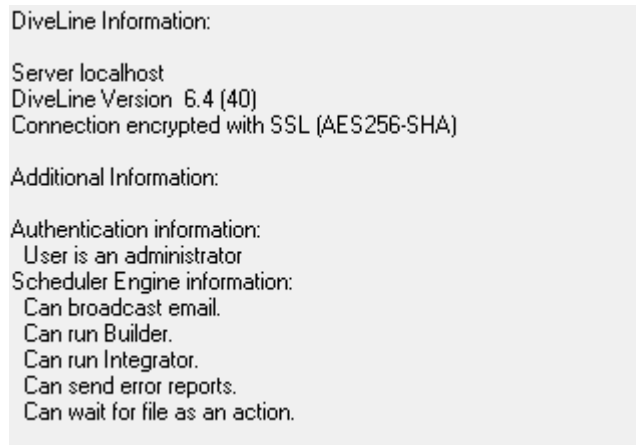 DiveLine Information:
Server localhost
DiveLine Version  6.4 (40)
Connection encrypted with SSL (AES256-SHA)
Additional Information:
Authentication information:
User is an administrator
Scheduler Engine information:
Can broadcast email.
Can run Builder.
Can run Integrator.
Can send error reports.
Can wait for file as an action.